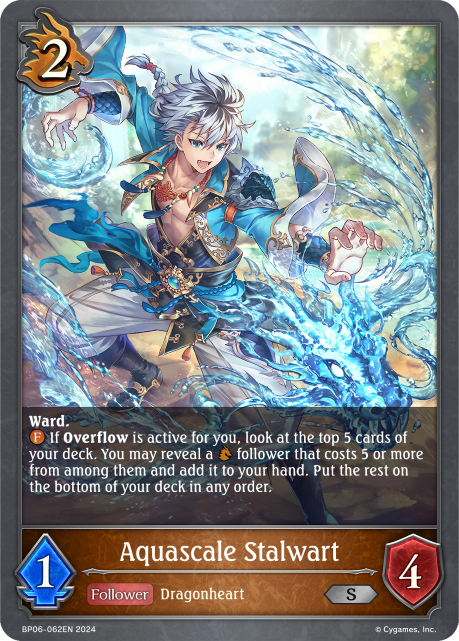 2
Ward.
F If Overflow is active for you, look at the top 5 cards of
your deck. You may reveal a follower that costs 5 or more
from among them and add it to your hand. Put the rest on
the bottom of your deck in any order.
Aquascale Stalwart
1
Follower Dragonheart
S
4
BP06-062EN 2024
© Cygames, Inc.